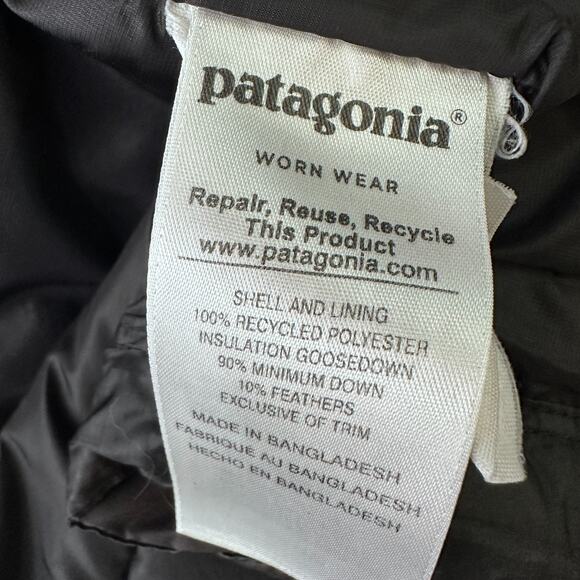 patagonia®
WORN WEAR
Repair, Reuse, Recycle
This Product
www.patagonia.com
SHELL AND LINING
100% RECYCLED POLYESTER
INSULATION GOOSEDOWN
90% MINIMUM DOWN
10% FEATHERS
EXCLUSIVE OF TRIM
MADE IN BANGLADESH
FABRIQUE AU BANGLADESH
HECHO EN BANGLADESH